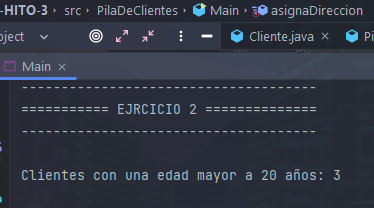 -HITO-3 > src > PilaDeClientes > Main > asignaDireccion
oject Cliente.java
Main ×
-------------------------------------
=========== EJRCICIO 2 ==============
-------------------------------------
Clientes con una edad mayor a 20 años: 3